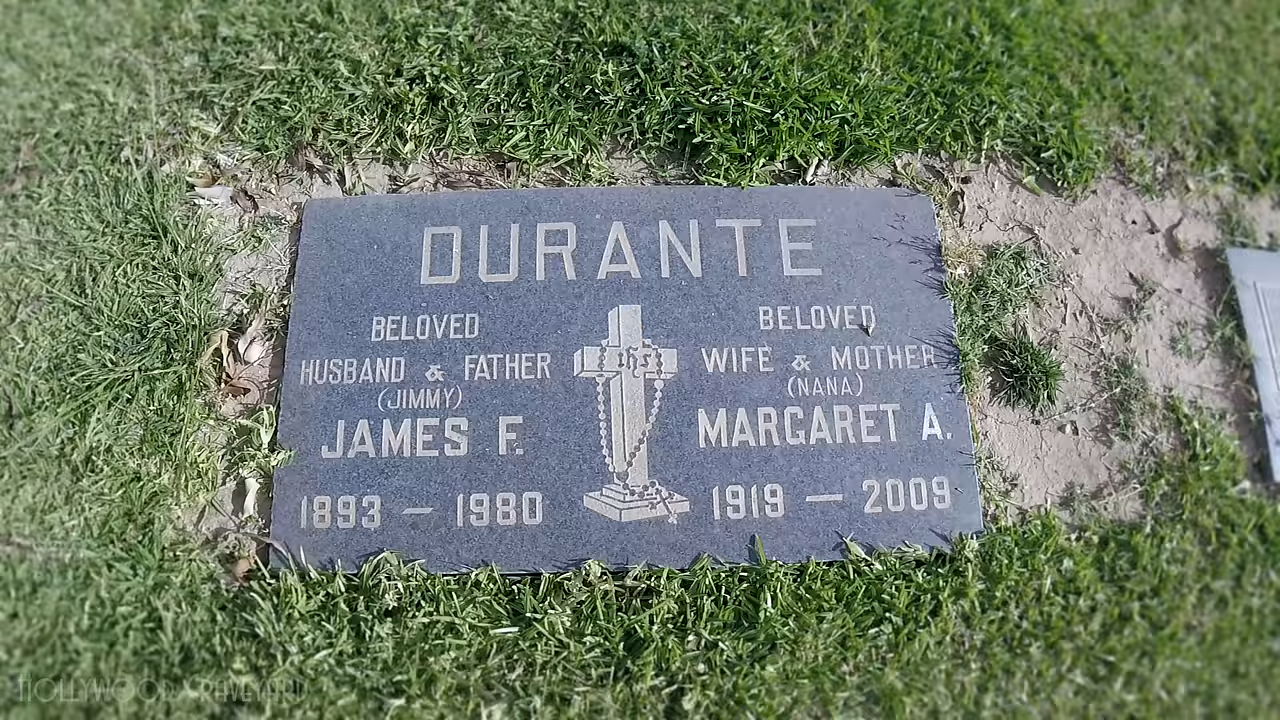 DURANTE
BELOVED
HUSBAND & FATHER
(JIMMY)
JAMES F.
1893 — 1980
IHS
BELOVED
WIFE & MOTHER
(NANA)
MARGARET A.
1919 — 2009
HOLLYWOOD GRAVEYARD